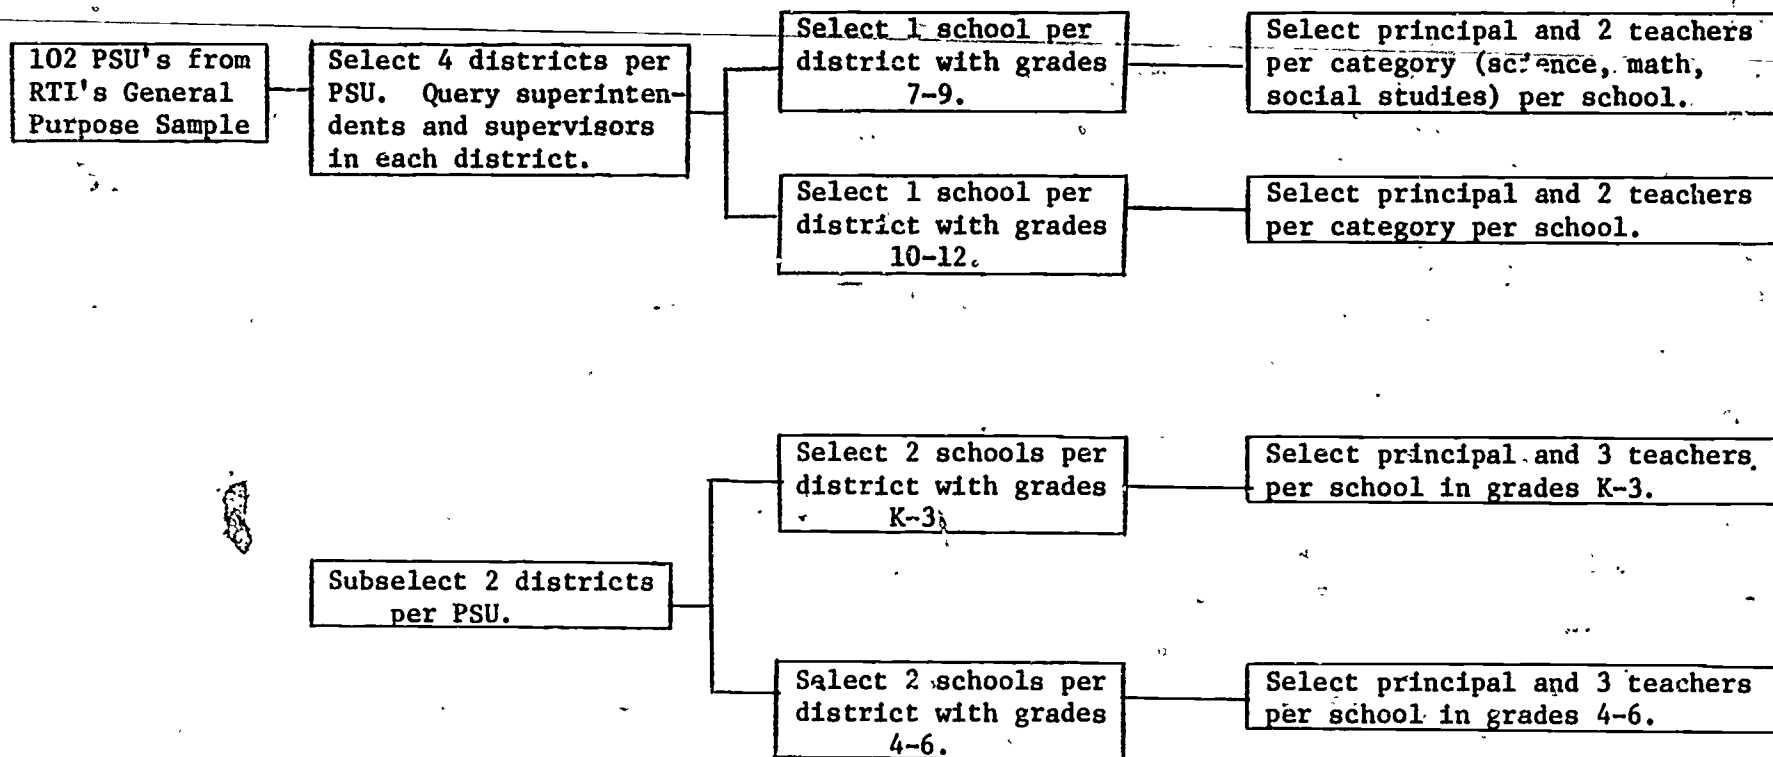 102 PSU's from
RTI's General
Purpose Sample
Select 4 districts per
PSU. Query superinten-
dents and supervisors
in each district.
Select 1 school per
district with grades
7-9.
Select principal and 2 teachers
per category (science, math,
social studies) per school.
Select 1 school per
district with grades
10-12.
Select principal and 2 teachers
per category per school.
Subselect 2 districts
per PSU.
Select 2 schools per
district with grades
K-3
Select principal and 3 teachers
per school in grades K-3.
Select 2 schools per
district with grades
4-6.
Select principal and 3 teachers
per school in grades 4-6.